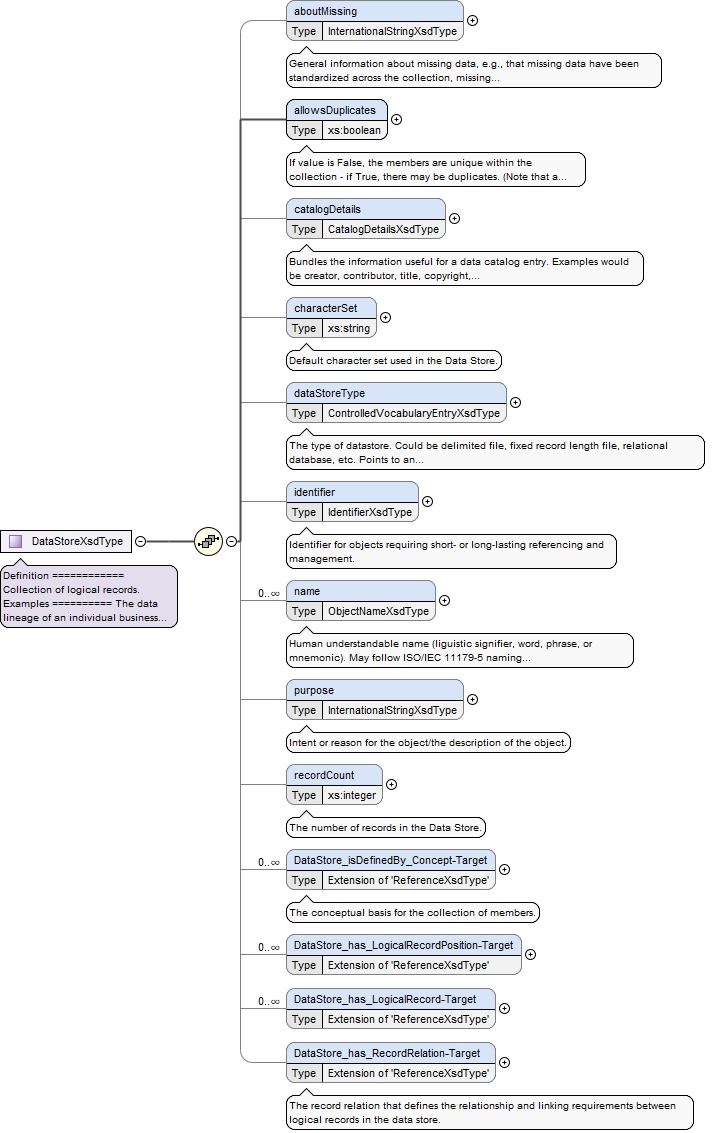 aboutMissing
Type InternationalStringXsdType
General information about missing data, e.g., that missing data have been
standardized across the collection, missing...
allowsDuplicates
Type xs:boolean
If value is False, the members are unique within the
collection - if True, there may be duplicates. (Note that a...
catalogDetails
Type CatalogDetailsXsdType
Bundles the information useful for a data catalog entry. Examples would
be creator, contributor, title, copyright,...
characterSet
Type xs:string
Default character set used in the Data Store.
dataStoreType
Type ControlledVocabularyEntryXsdType
The type of datastore. Could be delimited file, fixed record length file, relational
database, etc. Points to an...
identifier
Type IdentifierXsdType
Identifier for objects requiring short- or long-lasting referencing and
management.
DataStoreXsdType
Definition ============
Collection of logical records.
Examples ========== The data
lineage of an individual business...
0..∞ name
Type ObjectNameXsdType
Human understandable name (liguistic signifier, word, phrase, or
mnemonic). May follow ISO/IEC 11179-5 naming...
purpose
Type InternationalStringXsdType
Intent or reason for the object/the description of the object.
recordCount
Type xs:integer
The number of records in the Data Store.
0..∞ DataStore_isDefinedBy_Concept-Target
Type Extension of 'ReferenceXsdType'
The conceptual basis for the collection of members.
0..∞ DataStore_has_LogicalRecordPosition-Target
Type Extension of 'ReferenceXsdType'
0..∞ DataStore_has_LogicalRecord-Target
Type Extension of 'ReferenceXsdType'
DataStore_has_RecordRelation-Target
Type Extension of 'ReferenceXsdType'
The record relation that defines the relationship and linking requirements between
logical records in the data store.